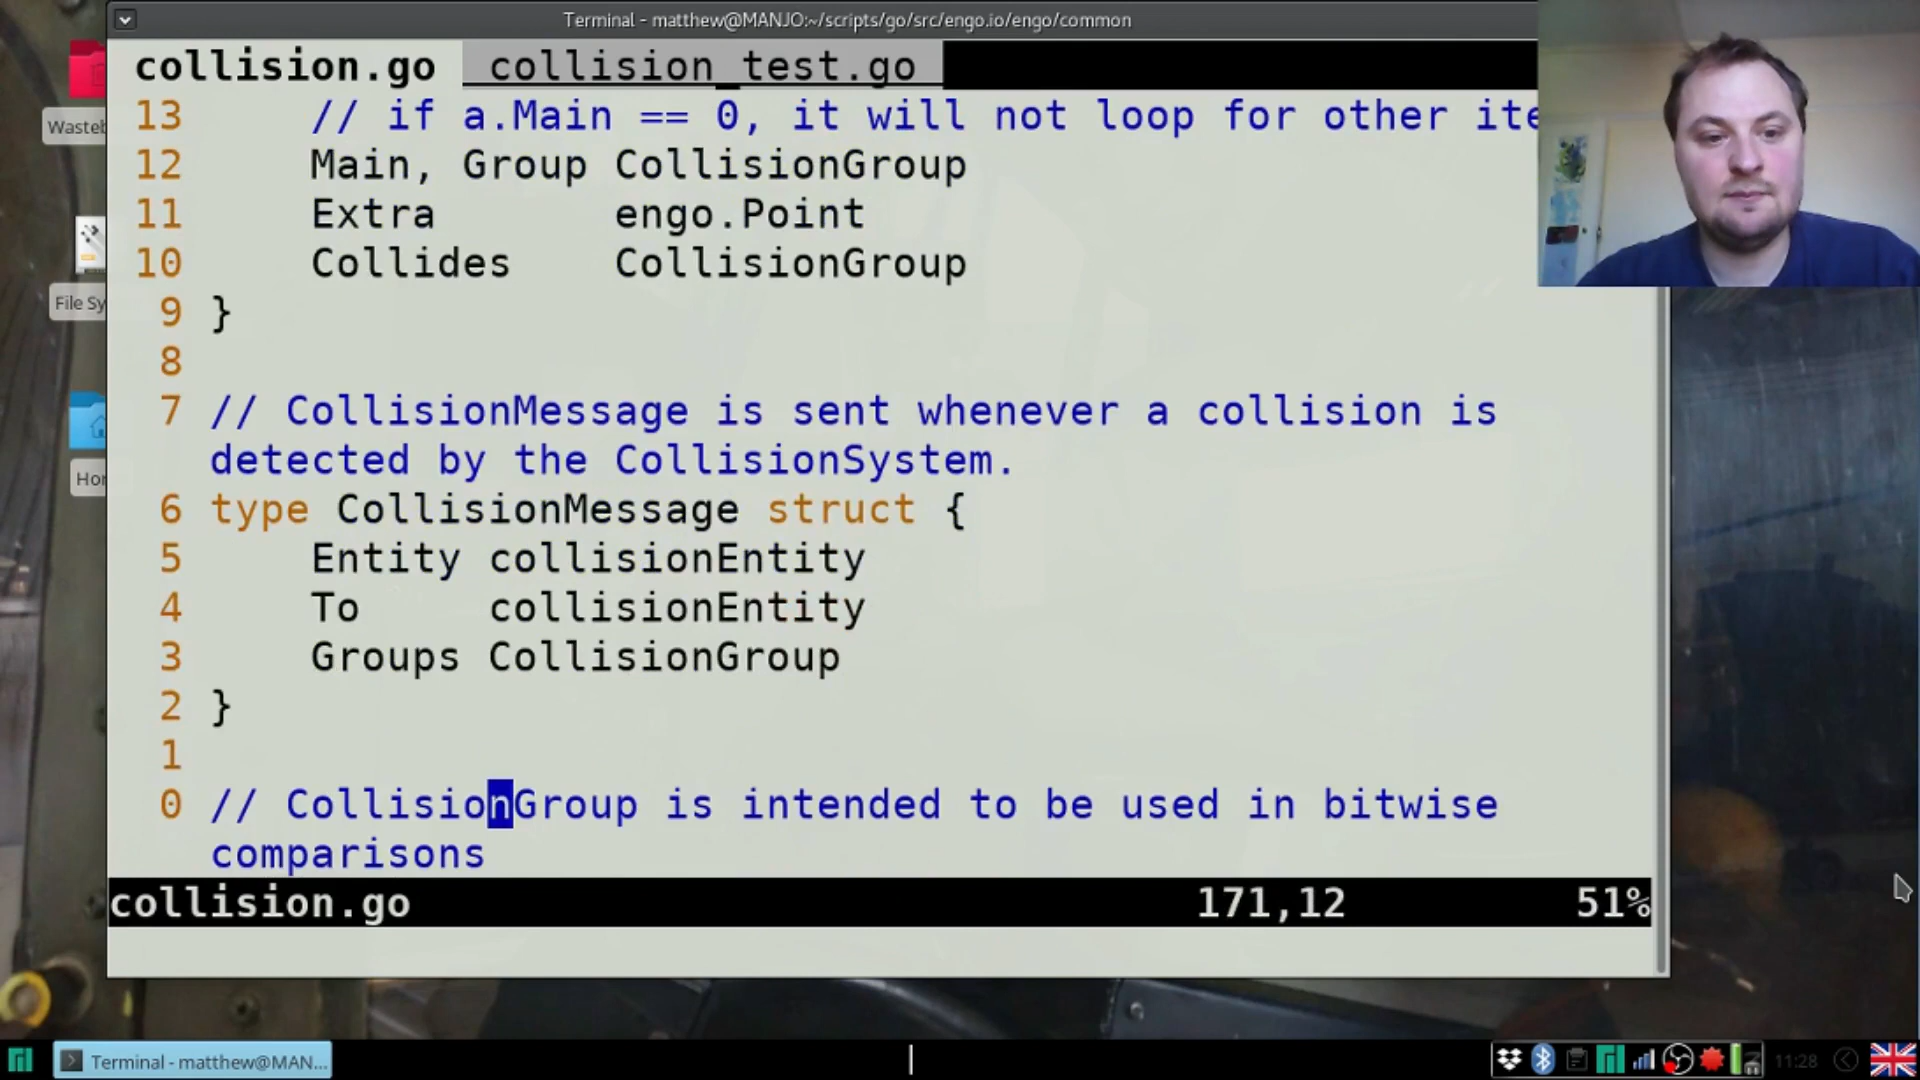 Terminal - matthew@MANJO:~/scripts/go/src/engo.io/engo/common
collision.go collision_test.go
13 // if a.Main == 0, it will not loop for other ite
12 Main, Group CollisionGroup
11 Extra engo.Point
10 Collides CollisionGroup
9 }
8
7 // CollisionMessage is sent whenever a collision is
detected by the CollisionSystem.
6 type CollisionMessage struct {
5 Entity collisionEntity
4 To collisionEntity
3 Groups CollisionGroup
2 }
1
0 // CollisionGroup is intended to be used in bitwise
comparisons
collision.go 171,12 51%
Wasteb
File Sy
Hor
Terminal - matthew@MAN...
11:28